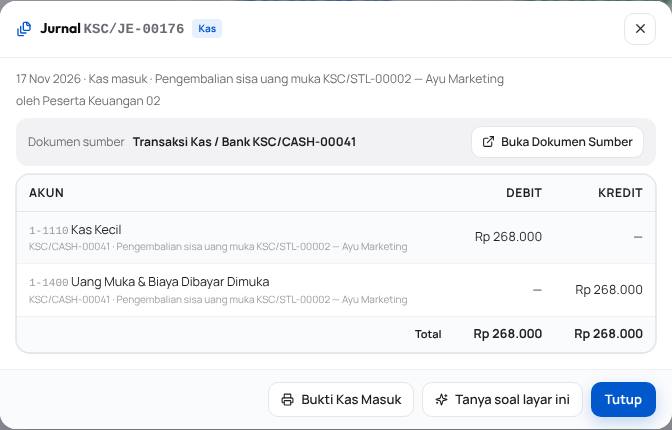 Jurnal KSC/JE-00176 Kas
17 Nov 2026 · Kas masuk · Pengembalian sisa uang muka KSC/STL-00002 — Ayu Marketing
oleh Peserta Keuangan 02
Dokumen sumber Transaksi Kas / Bank KSC/CASH-00041 Buka Dokumen Sumber
AKUN DEBIT KREDIT
1-1110 Kas Kecil Rp 268.000 —
KSC/CASH-00041 · Pengembalian sisa uang muka KSC/STL-00002 — Ayu Marketing
1-1400 Uang Muka & Biaya Dibayar Dimuka — Rp 268.000
KSC/CASH-00041 · Pengembalian sisa uang muka KSC/STL-00002 — Ayu Marketing
Total Rp 268.000 Rp 268.000
Bukti Kas Masuk Tanya soal layar ini Tutup